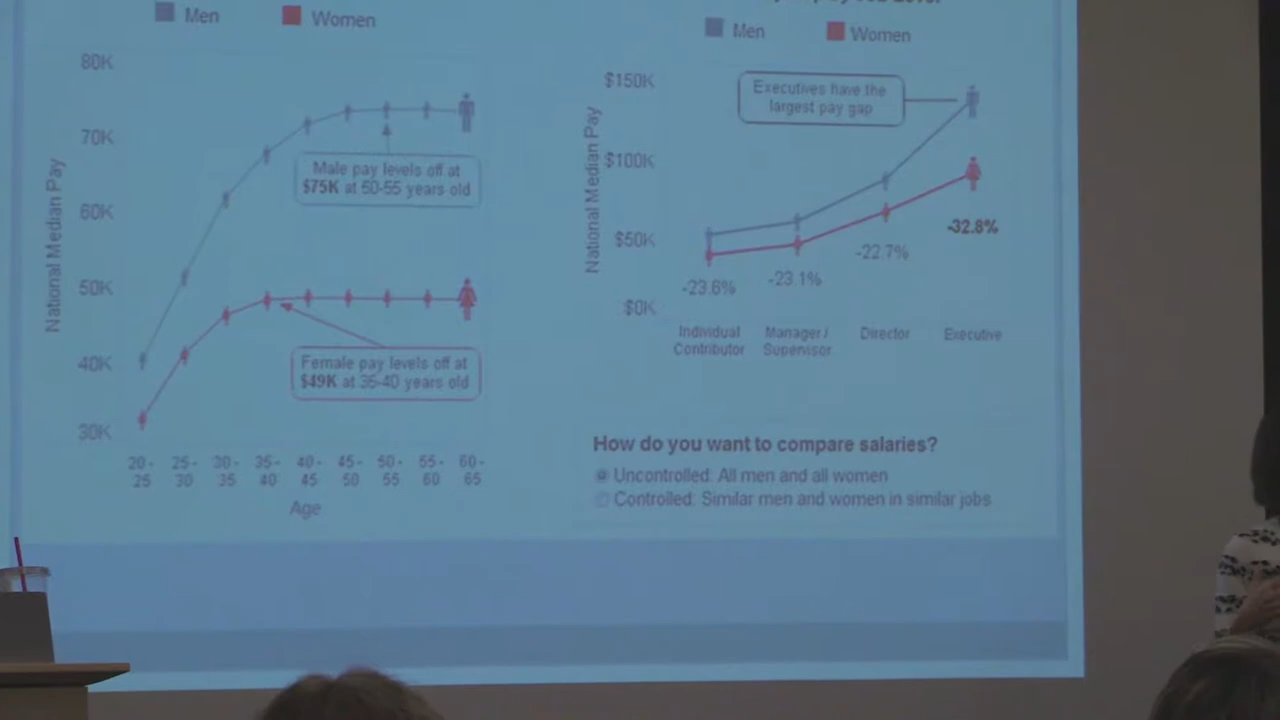 Men
Women
80K
70K
60K
50K
40K
30K
National Median Pay
Male pay levels off at
$75K at 50-55 years old
Female pay levels off at
$49K at 35-40 years old
20-
25
25-
30
30-
35
35-
40
40-
45
45-
50
50-
55
55-
60
60-
65
Age
Men
Women
$150K
$100K
$50K
$0K
National Median Pay
Executives have the
largest pay gap
-23.6%
-23.1%
-22.7%
-32.8%
Individual
Contributor
Manager /
Supervisor
Director
Executive
How do you want to compare salaries?
Uncontrolled: All men and all women
Controlled: Similar men and women in similar jobs